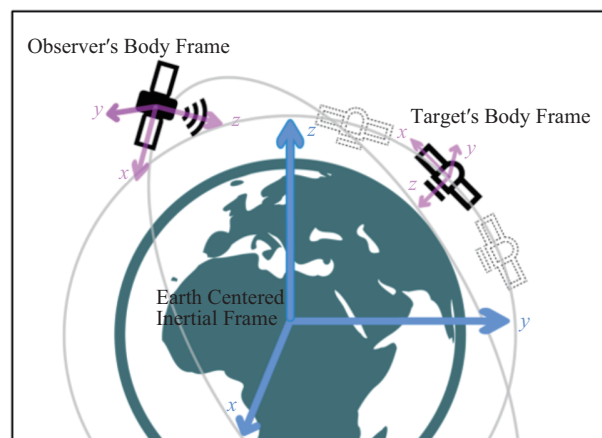 Observer's Body Frame
y
z
x
z
Target's Body Frame
x
y
z
Earth Centered
Inertial Frame
y
x